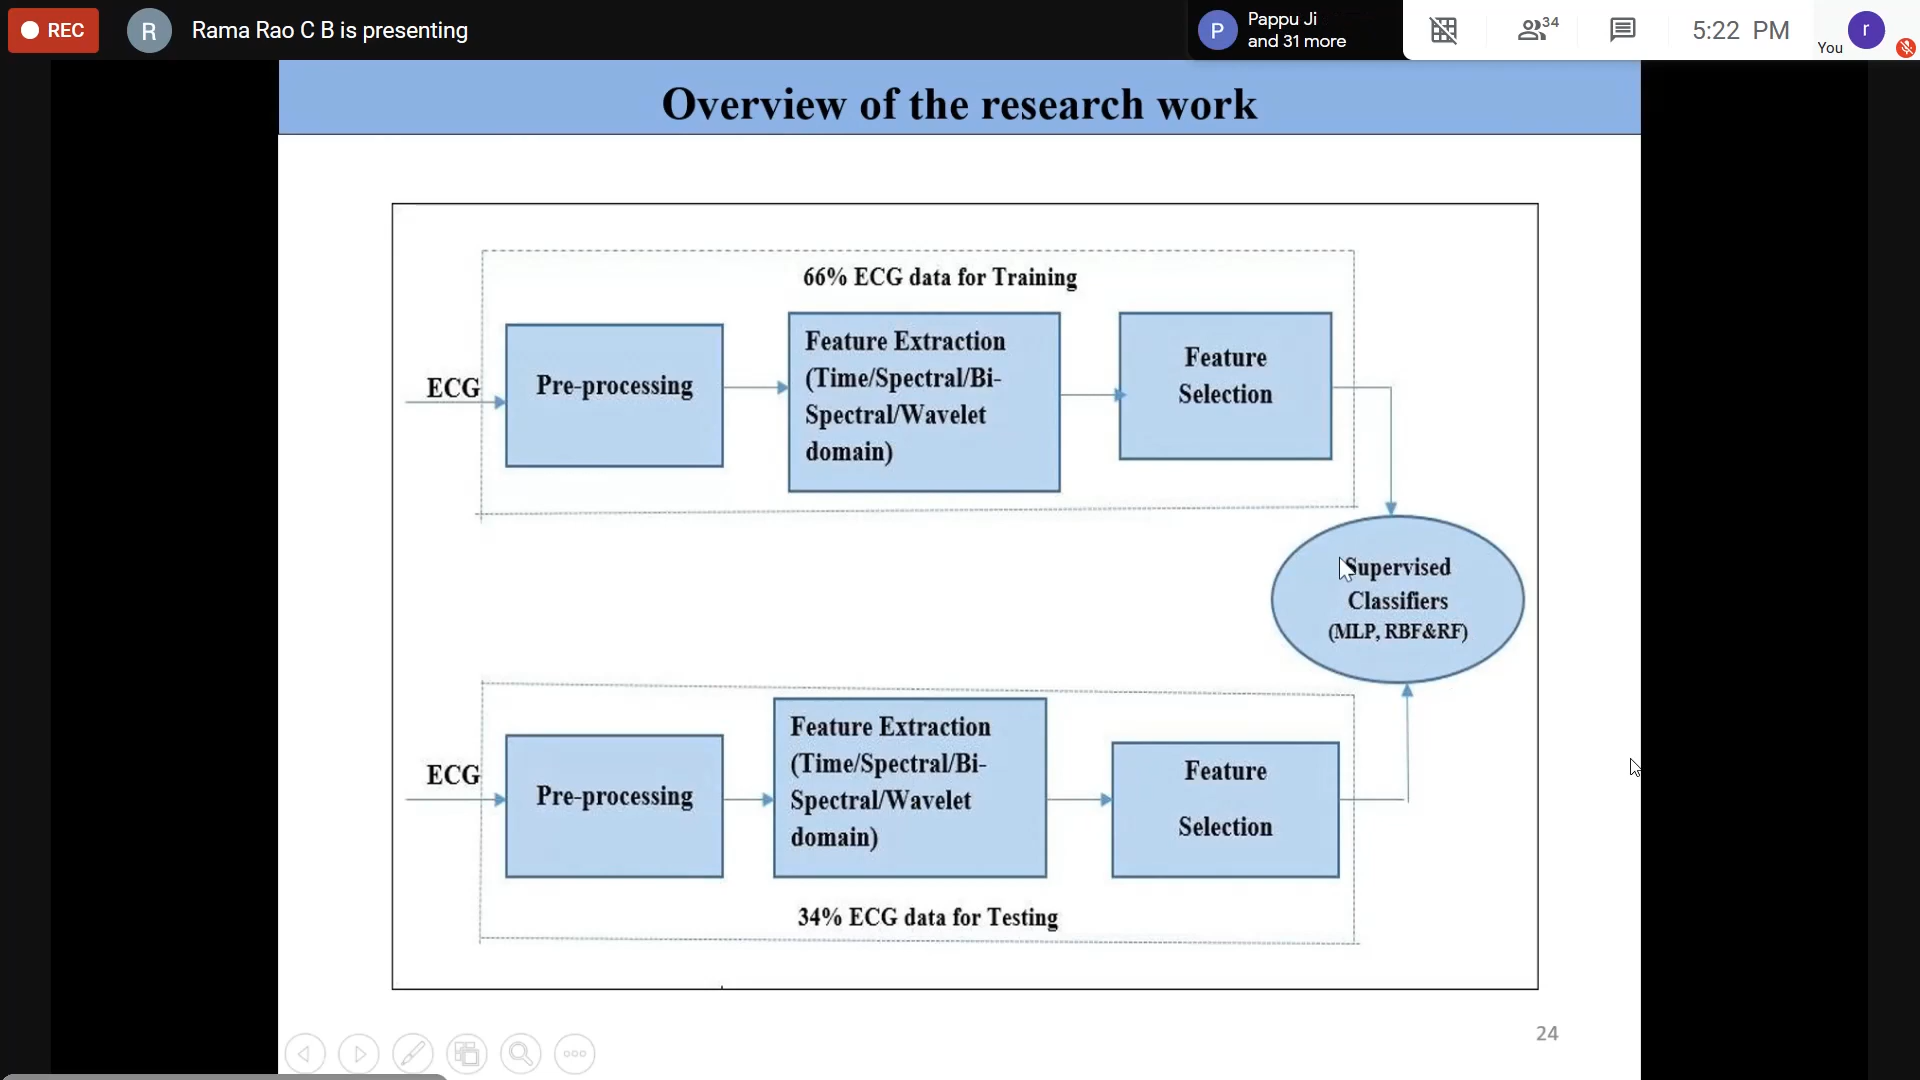 REC
R
Rama Rao C B is presenting
P
Pappu Ji
and 31 more
34
5:22 PM
You
r
Overview of the research work
66% ECG data for Training
ECG
Pre-processing
Feature Extraction
(Time/Spectral/Bi-
Spectral/Wavelet
domain)
Feature
Selection
Supervised
Classifiers
(MLP, RBF&RF)
ECG
Pre-processing
Feature Extraction
(Time/Spectral/Bi-
Spectral/Wavelet
domain)
Feature
Selection
34% ECG data for Testing
24